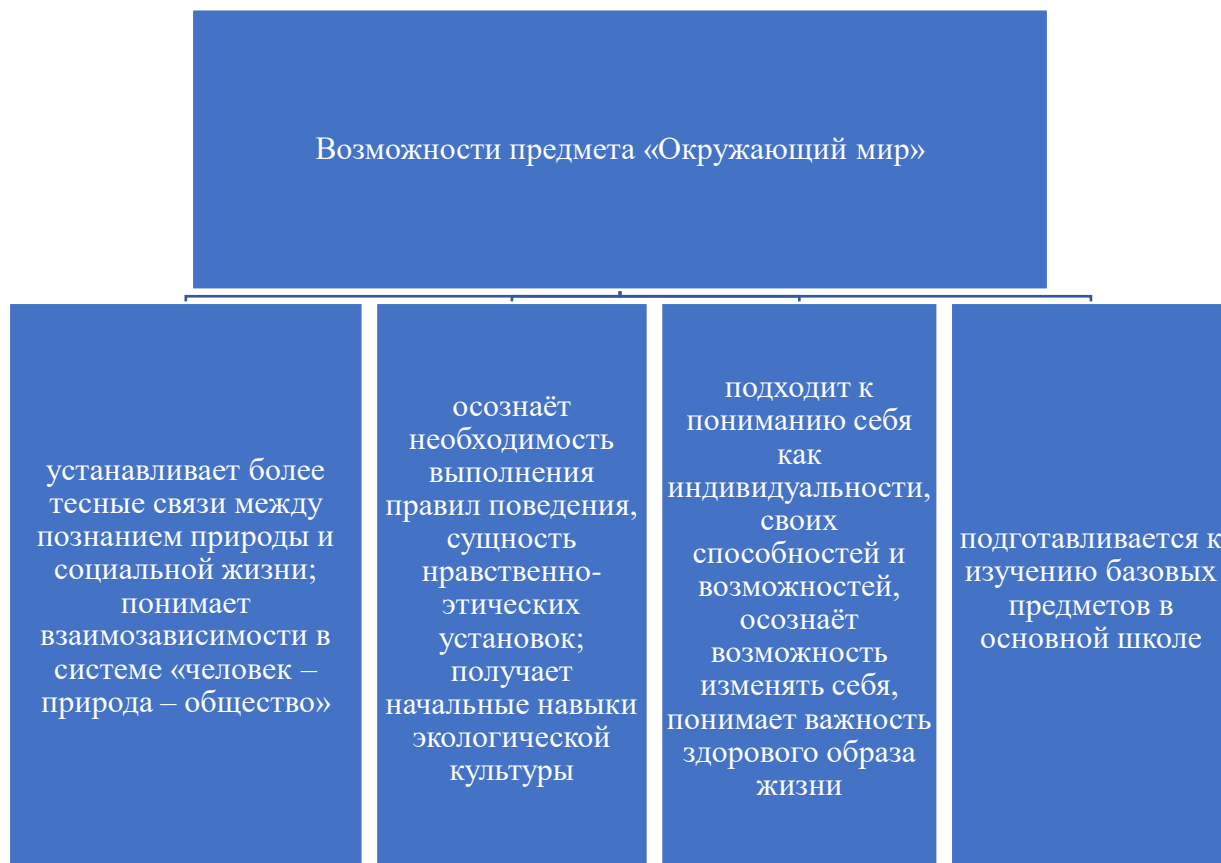 Возможности предмета «Окружающий мир»
устанавливает более
тесные связи между
познанием природы и
социальной жизни;
понимает
взаимозависимости в
системе «человек –
природа – общество»
осознаёт
необходимость
выполнения
правил поведения,
сущность
нравственно-
этических
установок;
получает
начальные навыки
экологической
культуры
подходит к
пониманию себя
как
индивидуальности,
своих
способностей и
возможностей,
осознаёт
возможность
изменять себя,
понимает важность
здорового образа
жизни
подготавливается к
изучению базовых
предметов в
основной школе